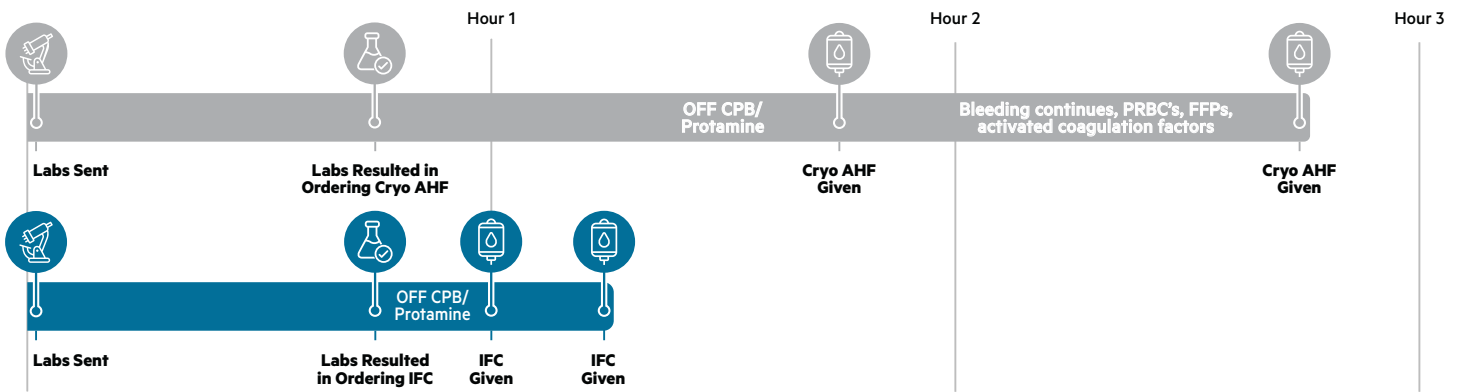 Hour 1
Hour 2
Hour 3
OFF CPB/
Protamine
Bleeding continues, PRBC's, FFPs,
activated coagulation factors
Labs Sent
Labs Resulted in
Ordering Cryo AHF
Cryo AHF
Given
Cryo AHF
Given
OFF CPB/
Protamine
Labs Sent
Labs Resulted
in Ordering IFC
IFC
Given
IFC
Given